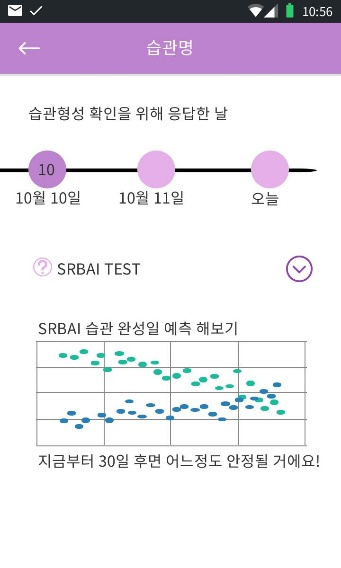 10:56
습관명
습관형성 확인을 위해 응답한 날
10
10월 10일 10월 11일 오늘
? SRBAI TEST
SRBAI 습관 완성일 예측 해보기
지금부터 30일 후면 어느정도 안정될 거에요!